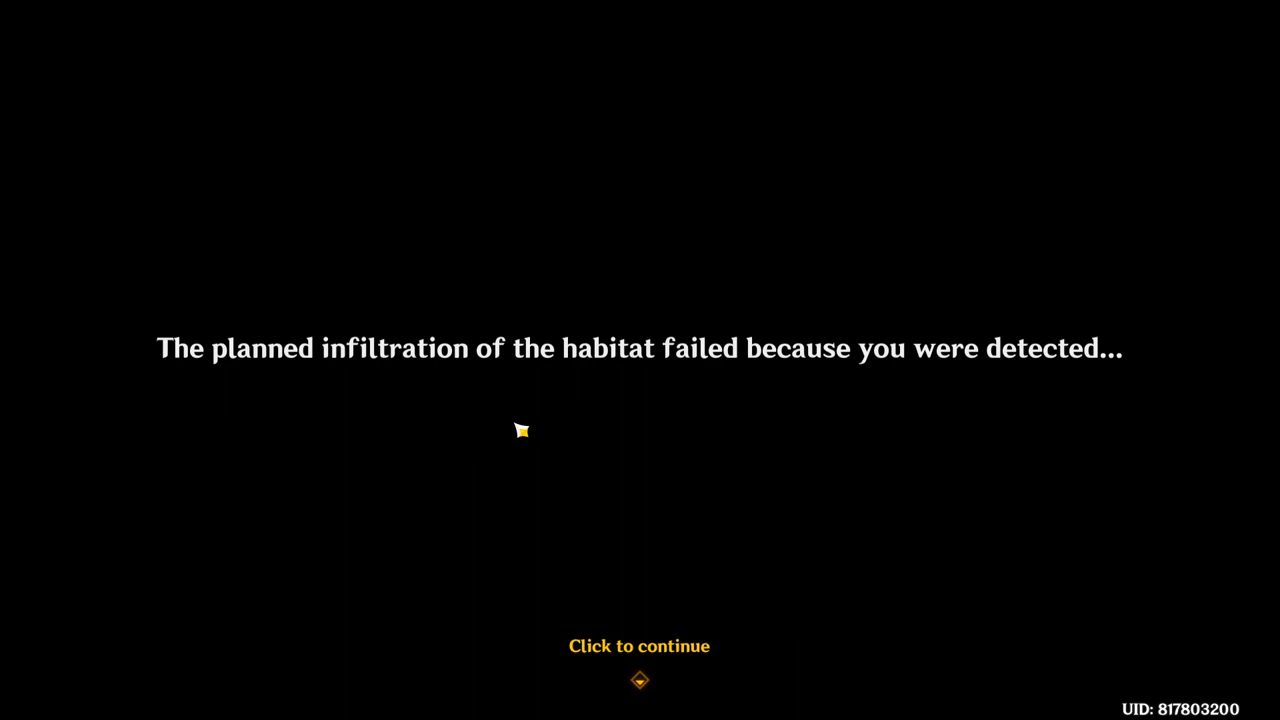 The planned infiltration of the habitat failed because you were detected...
Click to continue
UID: 817803200